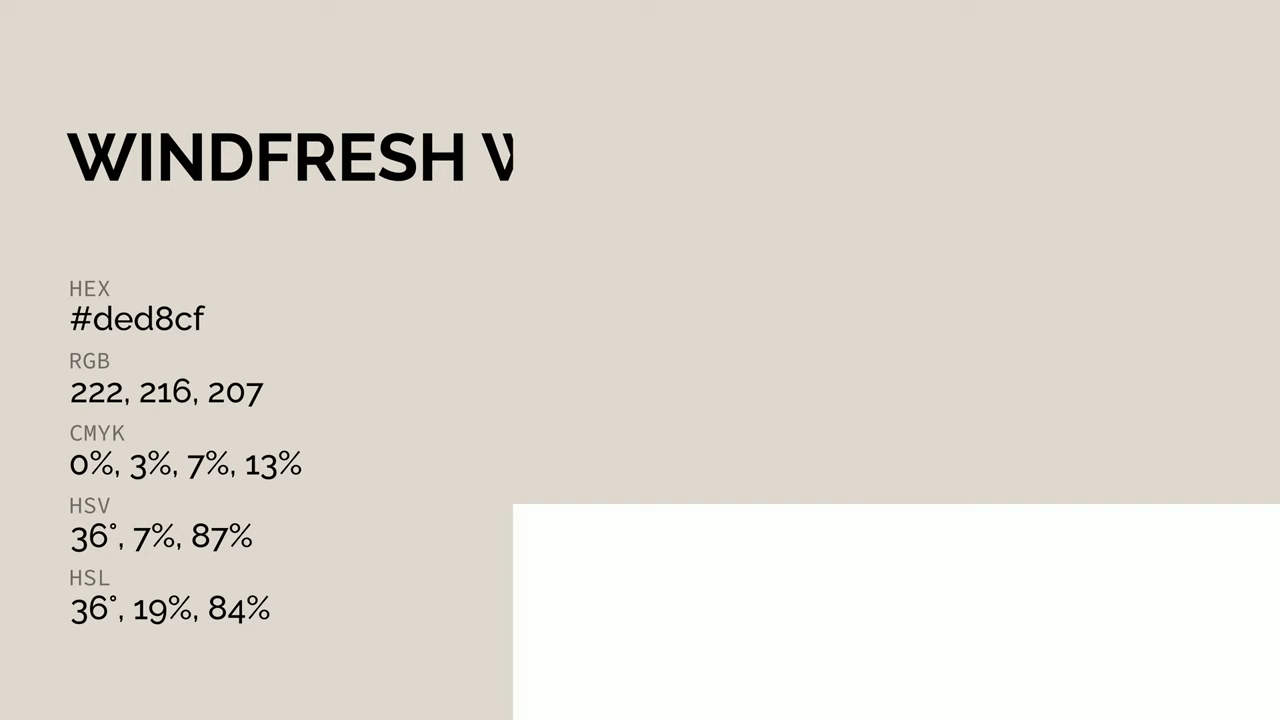 WINDFRESH
HEX
#ded8cf
RGB
222, 216, 207
CMYK
0%, 3%, 7%, 13%
HSV
36°, 7%, 87%
HSL
36°, 19%, 84%